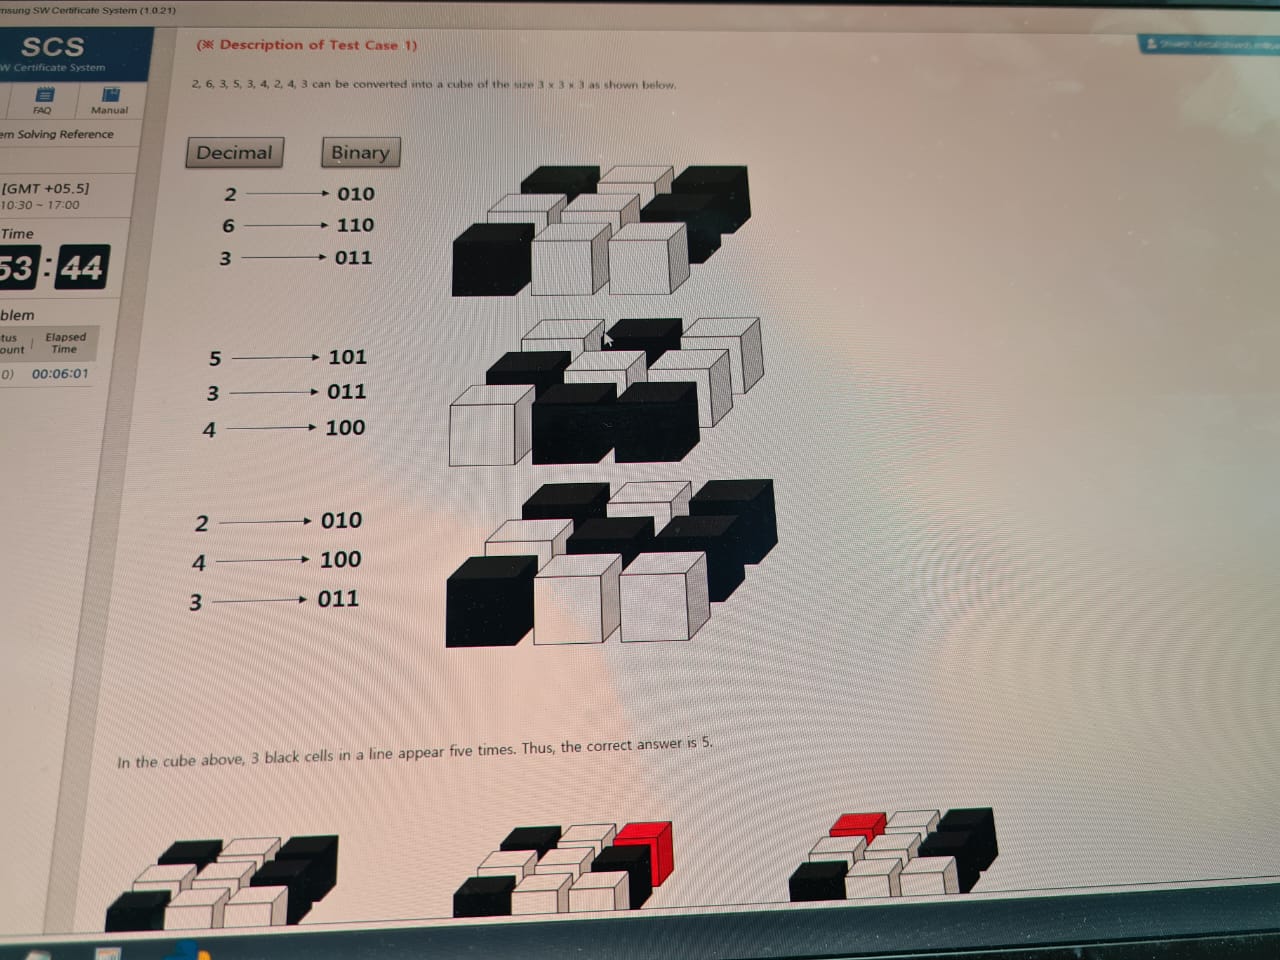 SW Certificate System (1.0.21)
SCS
W Certificate System
FAQ Manual
Solving Reference
[GMT +05.5]
10:30 ~ 17:00
Time
53:44
Elapsed
Time
0) 00:06:01
(※ Description of Test Case 1)
2, 6, 3, 5, 3, 4, 2, 4, 3 can be converted into a cube of the size 3 x 3 x 3 as shown below.
Decimal Binary
2 010
6 110
3 011
5 101
3 011
4 100
2 010
4 100
3 011
In the cube above, 3 black cells in a line appear five times. Thus, the correct answer is 5.